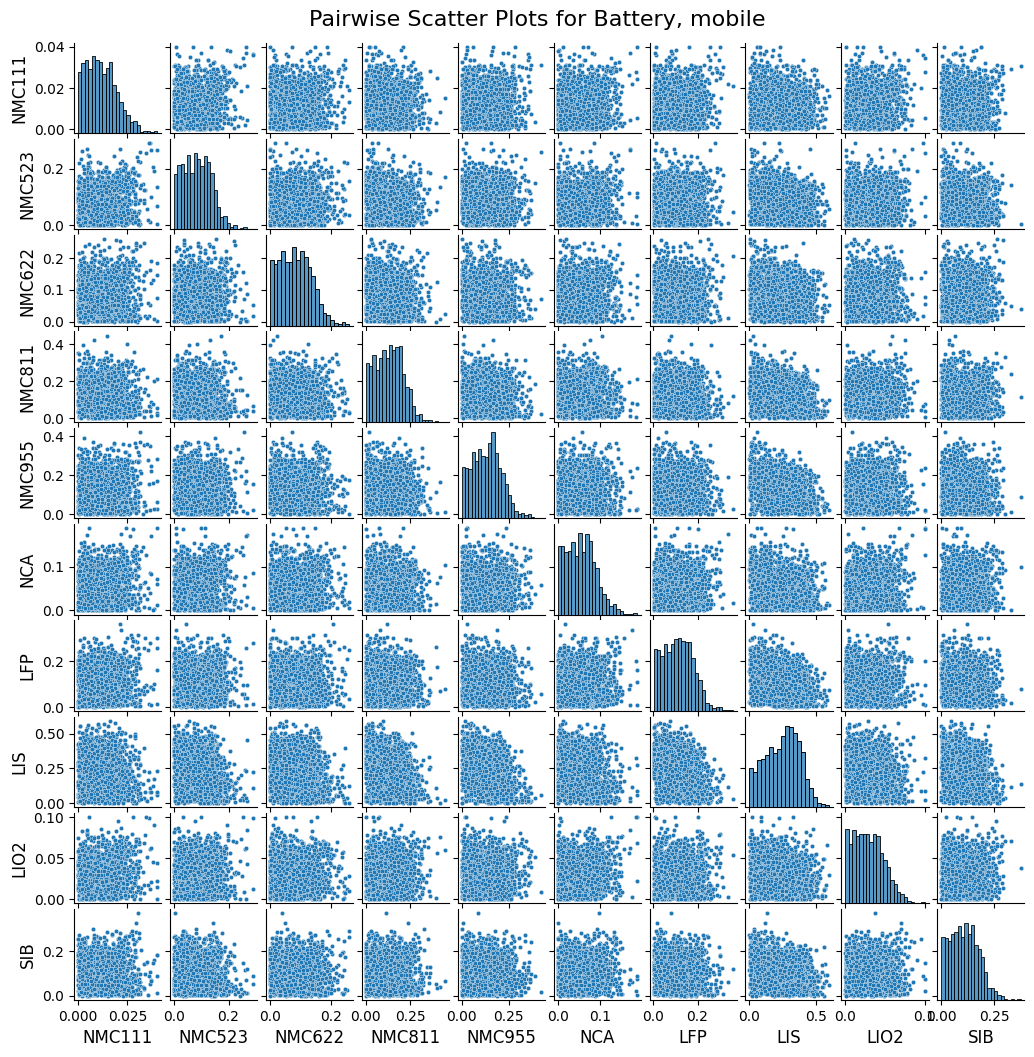 Pairwise Scatter Plots for Battery, mobile
0.04
0.02
0.00
NMC111
0.2
0.0
NMC523
0.2
0.1
0.0
NMC622
0.4
0.2
0.0
NMC811
0.4
0.2
0.0
NMC955
0.1
0.0
NCA
0.2
0.0
LFP
0.50
0.25
0.00
LIS
0.10
0.05
0.00
LIO2
0.2
0.0
SIB
0.000 0.025 0.0 0.2 0.0 0.2 0.00 0.25 0.00 0.25 0.0 0.1 0.0 0.2 0.0 0.5 0.0 0.1 0.00 0.25
NMC111 NMC523 NMC622 NMC811 NMC955 NCA LFP LIS LIO2 SIB